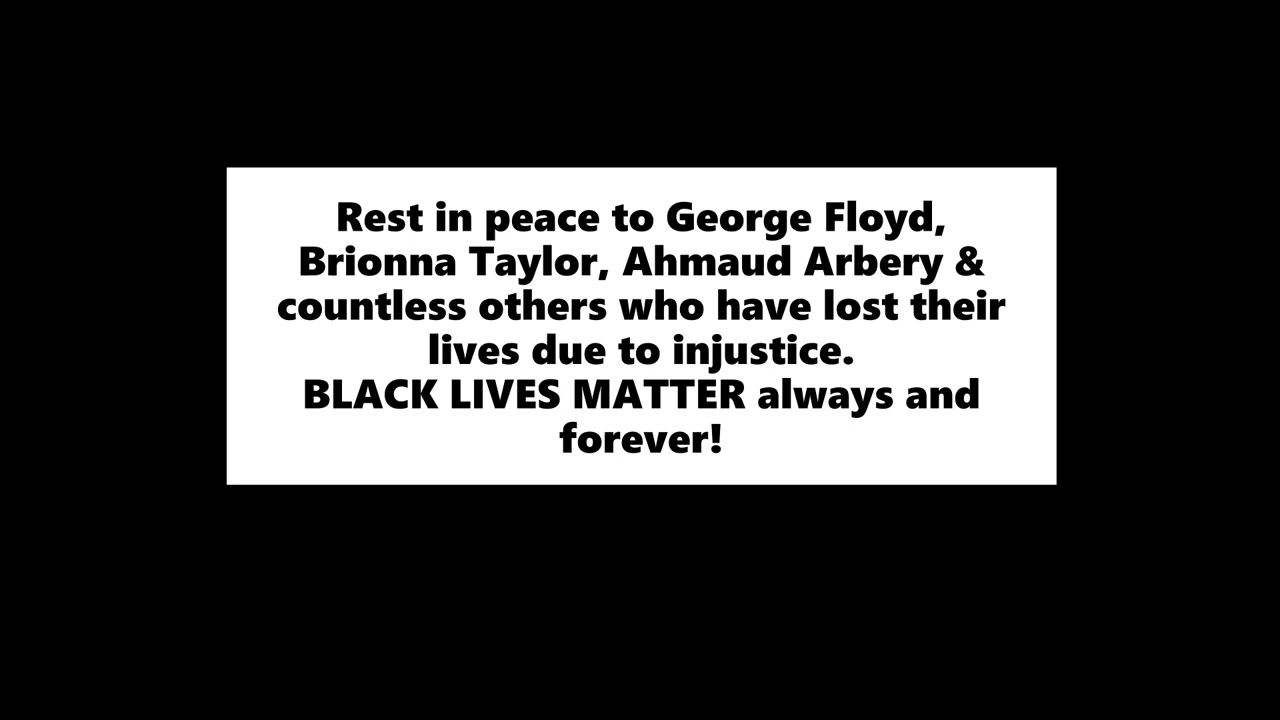 Rest in peace to George Floyd,
Brionna Taylor, Ahmaud Arbery &
countless others who have lost their
lives due to injustice.
BLACK LIVES MATTER always and
forever!